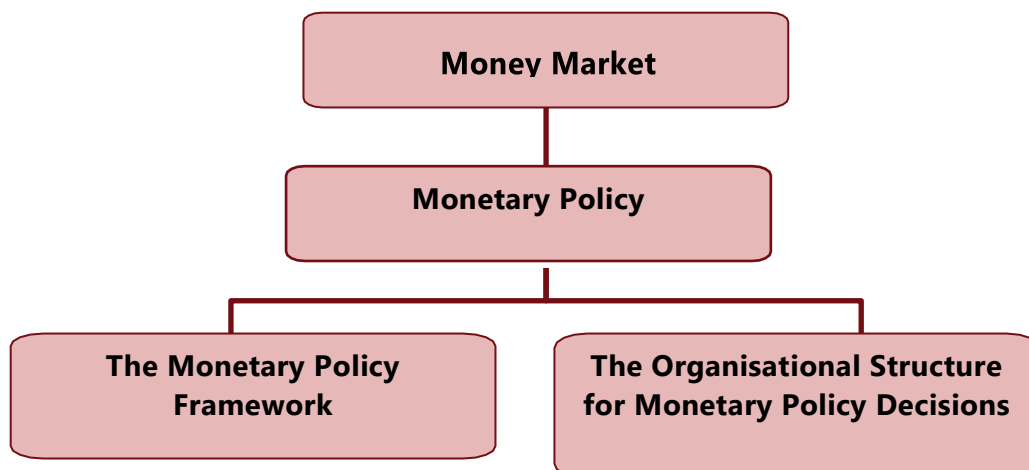 Money Market
Monetary Policy
The Monetary Policy
Framework
The Organisational Structure
for Monetary Policy Decisions